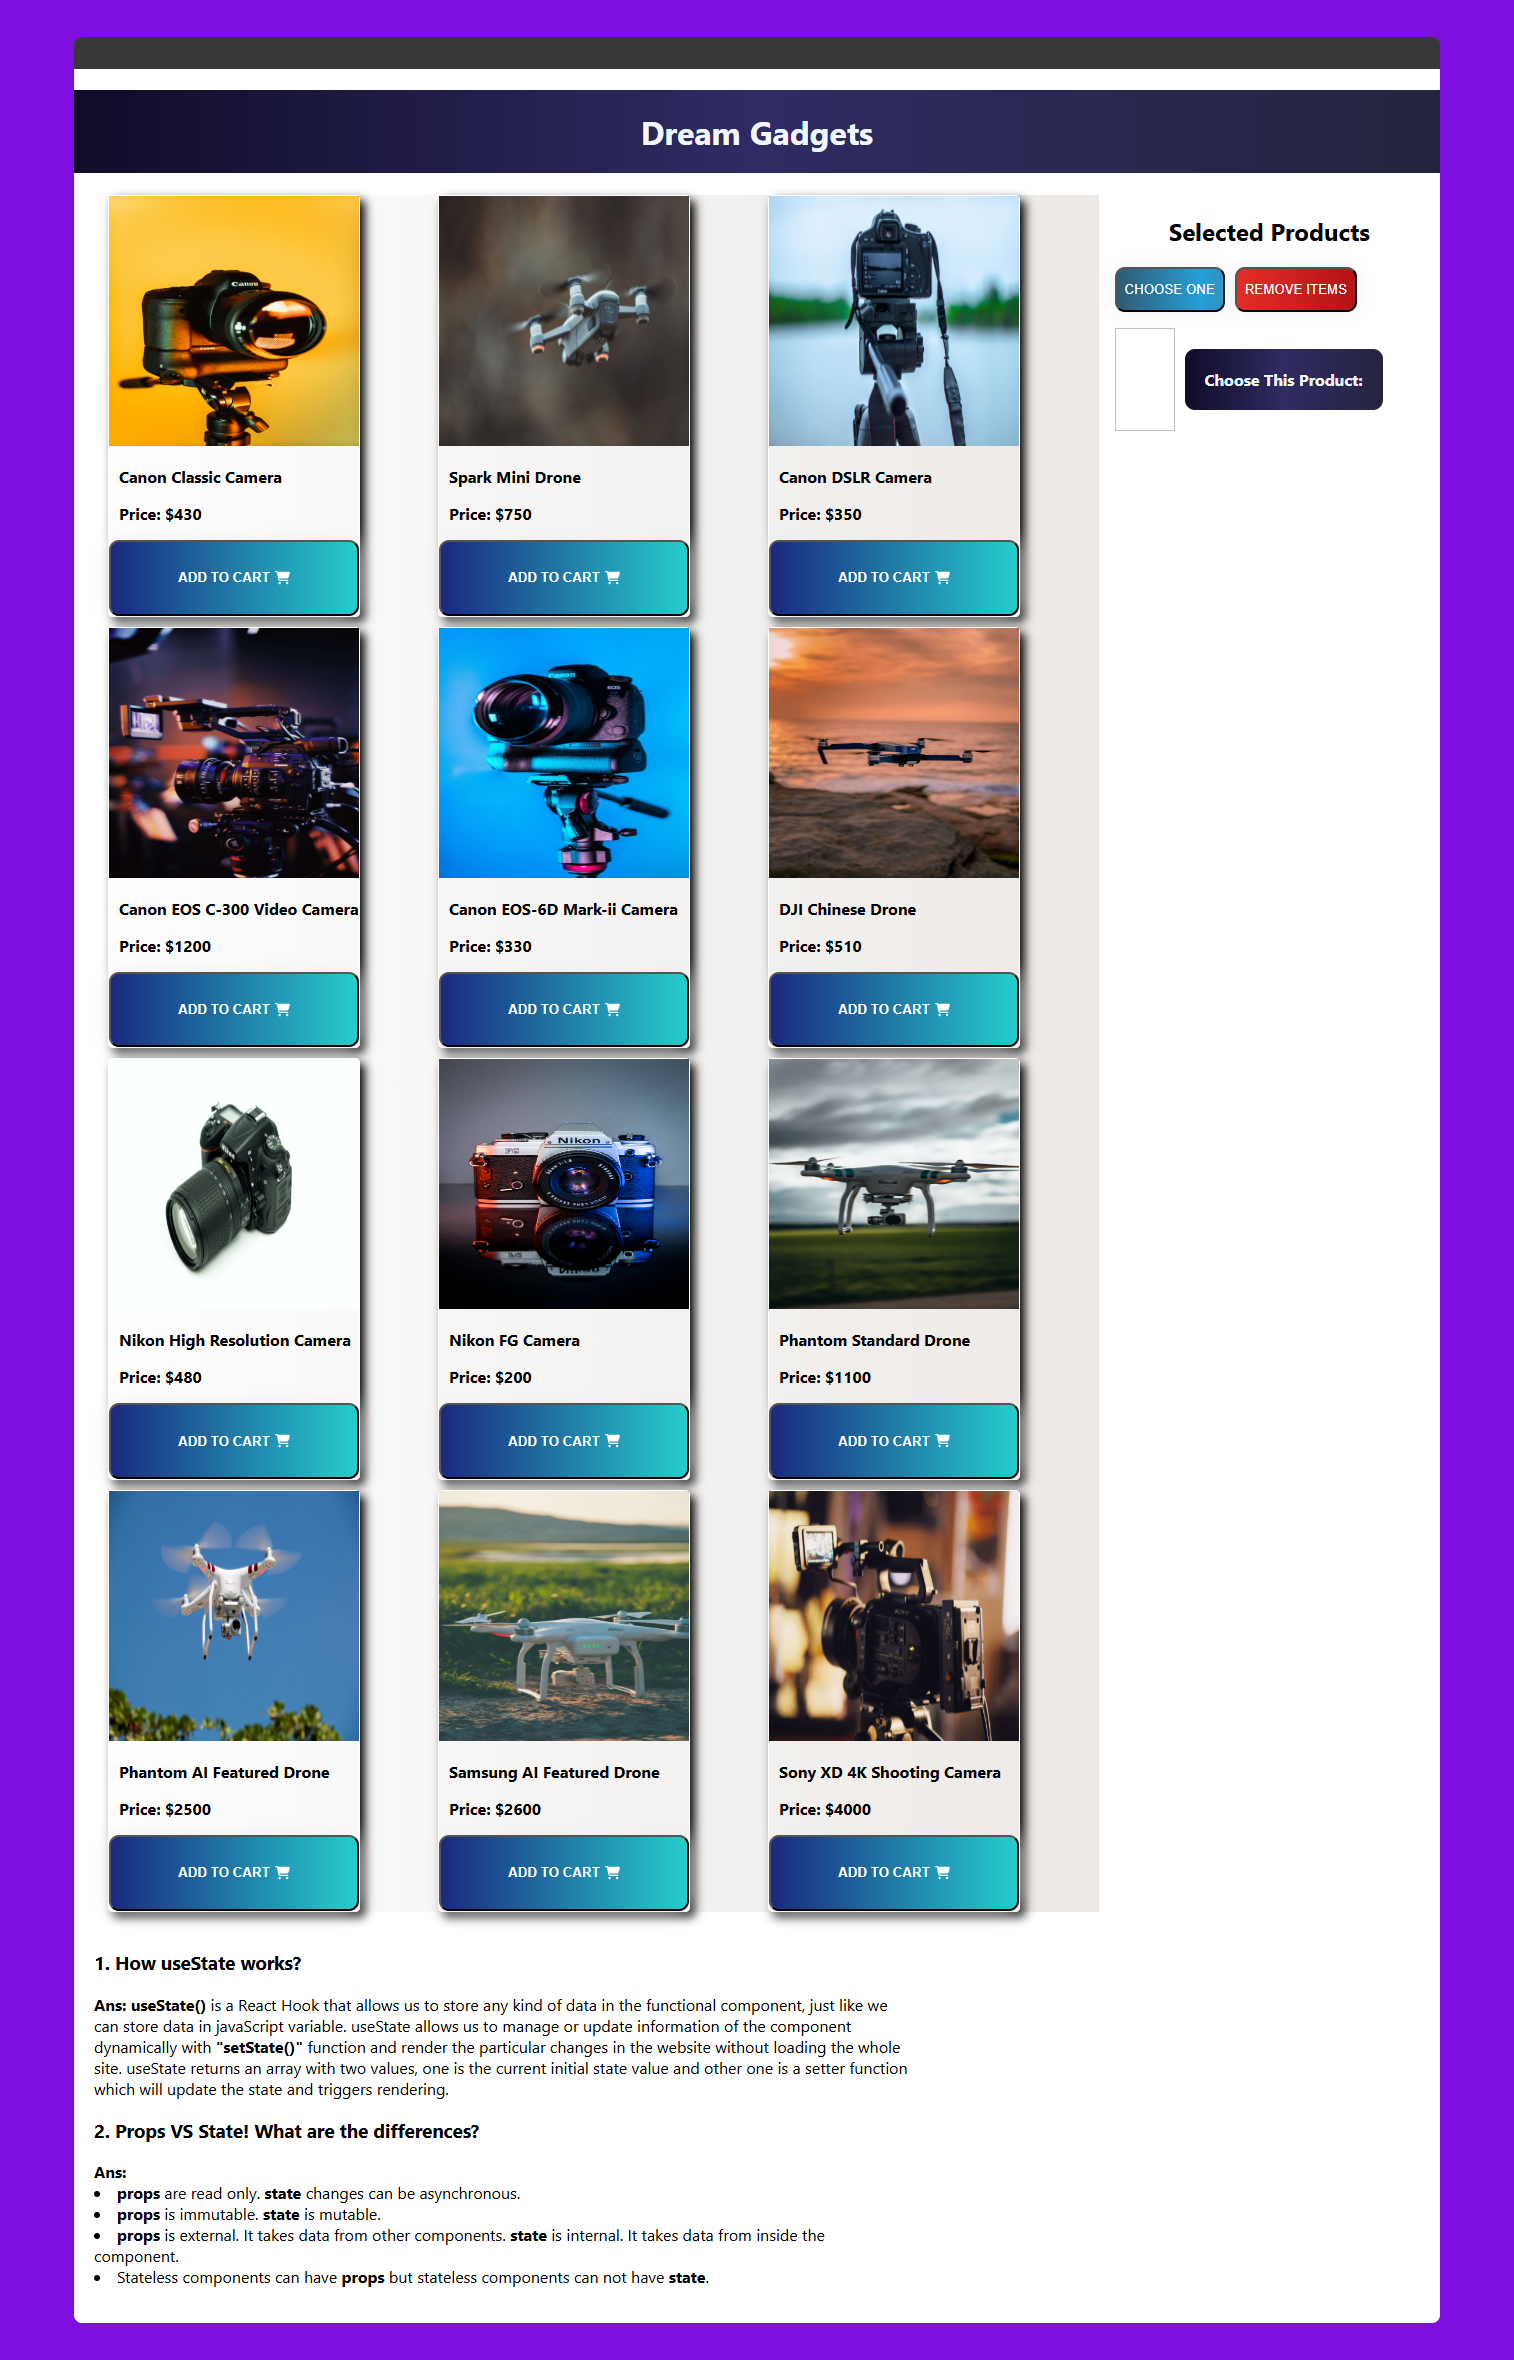 Dream Gadgets
Selected Products
CHOOSE ONE
REMOVE ITEMS
Choose This Product:
Canon
Canon Classic Camera
Price: $430
ADD TO CART
Spark Mini Drone
Price: $750
ADD TO CART
Canon DSLR Camera
Price: $350
ADD TO CART
Canon EOS C-300 Video Camera
Price: $1200
ADD TO CART
Canon EOS-6D Mark-ii Camera
Price: $330
ADD TO CART
DJI Chinese Drone
Price: $510
ADD TO CART
Nikon High Resolution Camera
Price: $480
ADD TO CART
Nikon
FG
Nikon FG Camera
Price: $200
ADD TO CART
Phantom Standard Drone
Price: $1100
ADD TO CART
Phantom AI Featured Drone
Price: $2500
ADD TO CART
Samsung AI Featured Drone
Price: $2600
ADD TO CART
SONY
Sony XD 4K Shooting Camera
Price: $4000
ADD TO CART
1. How useState works?
Ans: useState() is a React Hook that allows us to store any kind of data in the functional component, just like we
can store data in javaScript variable. useState allows us to manage or update information of the component
dynamically with "setState()" function and render the particular changes in the website without loading the whole
site. useState returns an array with two values, one is the current initial state value and other one is a setter function
which will update the state and triggers rendering.
2. Props VS State! What are the differences?
Ans:
• props are read only. state changes can be asynchronous.
• props is immutable. state is mutable.
• props is external. It takes data from other components. state is internal. It takes data from inside the
component.
• Stateless components can have props but stateless components can not have state.